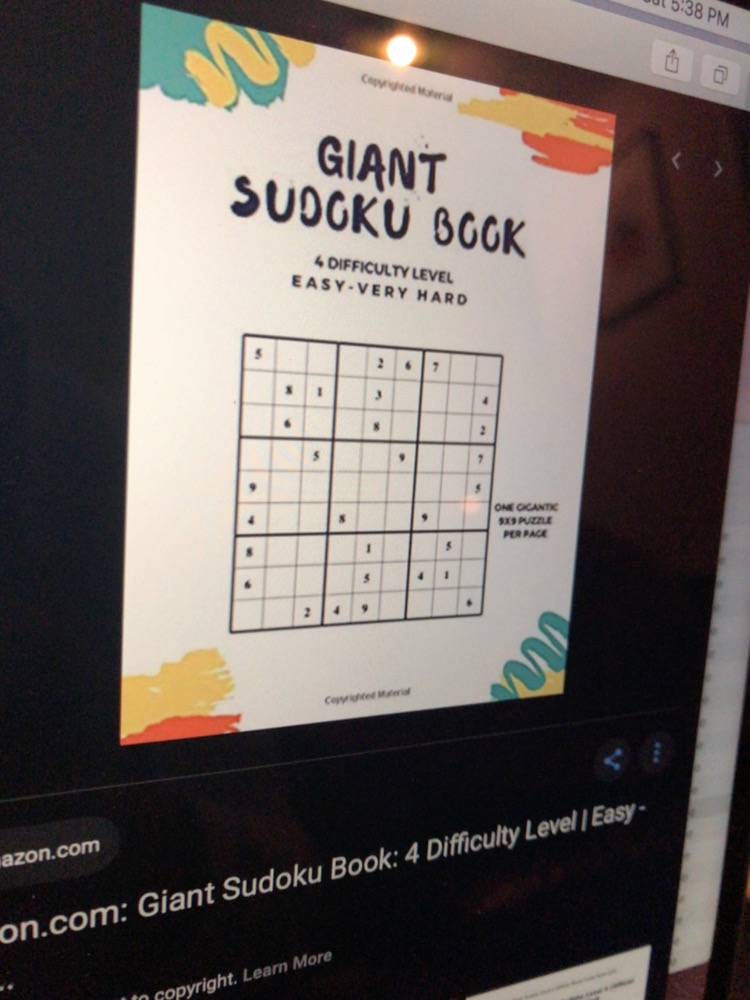 5:38 PM
Copyrighted Material
GIANT
SUDOKU BOOK
4 DIFFICULTY LEVEL
EASY-VERY HARD
5 2 6 7
8 1 3 4
6 8 2
5 9 7
9 5
4 8 9
8 1 5
6 5 4 1
2 4 9 6
ONE GIGANTIC
9X9 PUZZLE
PER PAGE
Copyrighted Material
azon.com
on.com: Giant Sudoku Book: 4 Difficulty Level | Easy -
...
to copyright. Learn More